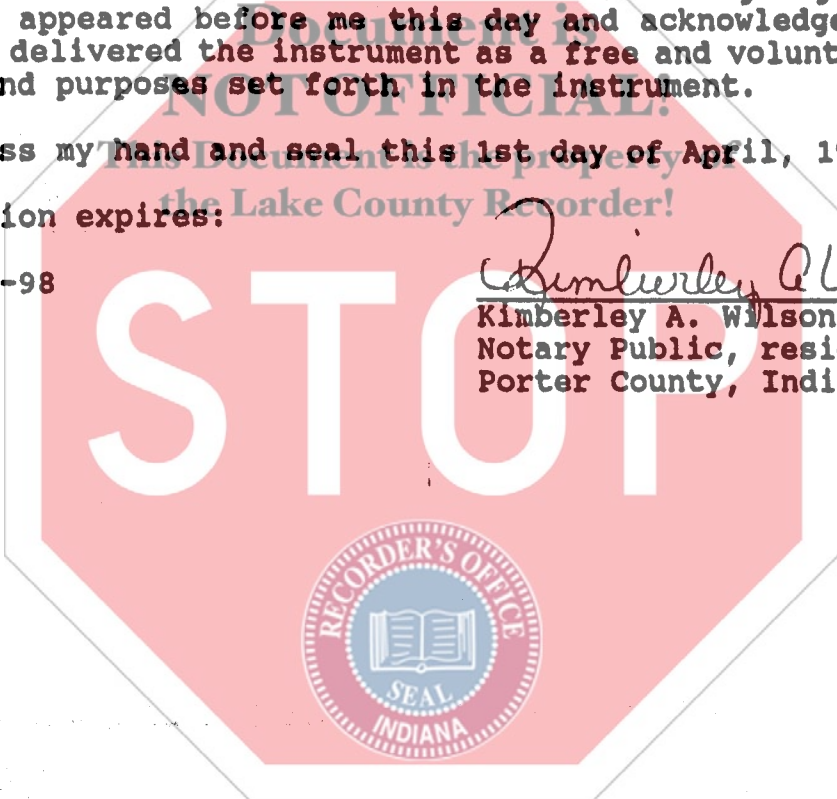 appeared before me this day and acknowledg
Document is
delivered the instrument as a free and volunt
nd purposes set forth in the instrument.
NOT OFFICIAL!
ss my hand and seal this 1st day of April, 1
This Document is the property of
the Lake County Recorder!
ion expires:
-98
Kimberley A
Kimberley A. Wilson
Notary Public, resi
Porter County, Indi
STOP
RECORDER'S OFFICE
SEAL
INDIANA